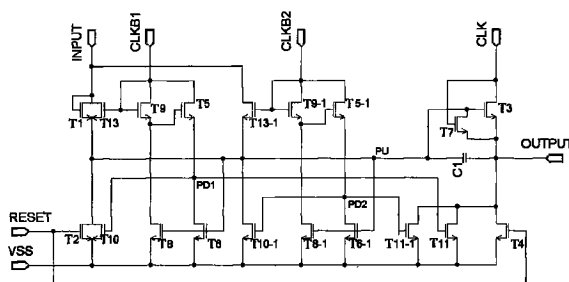 INPUT
CLKB1
CLKB2
CLK
T1
T13
T9
T5
T13-1
T9-1
T5-1
T3
T7
PU
C1
OUTPUT
PD1
PD2
RESET
T2
T10
T8
T6
T10-1
T8-1
T6-1
T11-1
T11
T4
VSS